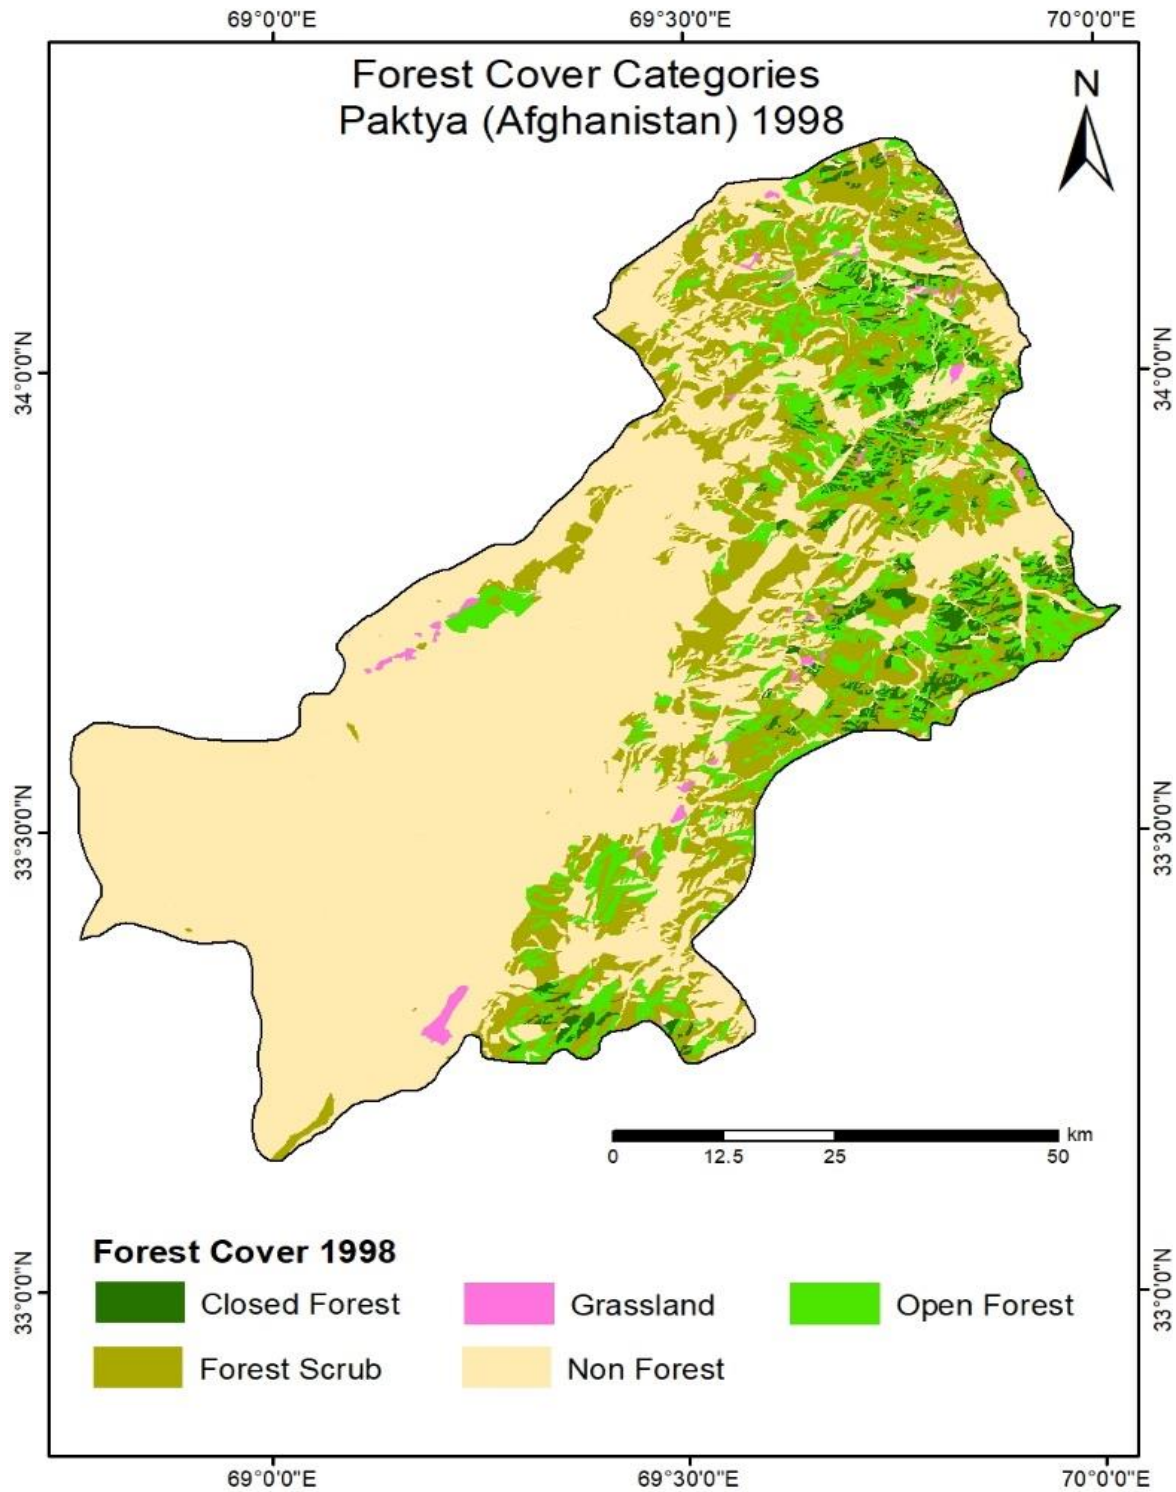 69°0'0"E 69°30'0"E 70°0'0"E
Forest Cover Categories
Paktya (Afghanistan) 1998
N
34°0'0"N
34°0'0"N
33°30'0"N
33°30'0"N
km
0 12.5 25 50
Forest Cover 1998
33°0'0"N
33°0'0"N
Closed Forest Grassland Open Forest
Forest Scrub Non Forest
69°0'0"E 69°30'0"E 70°0'0"E